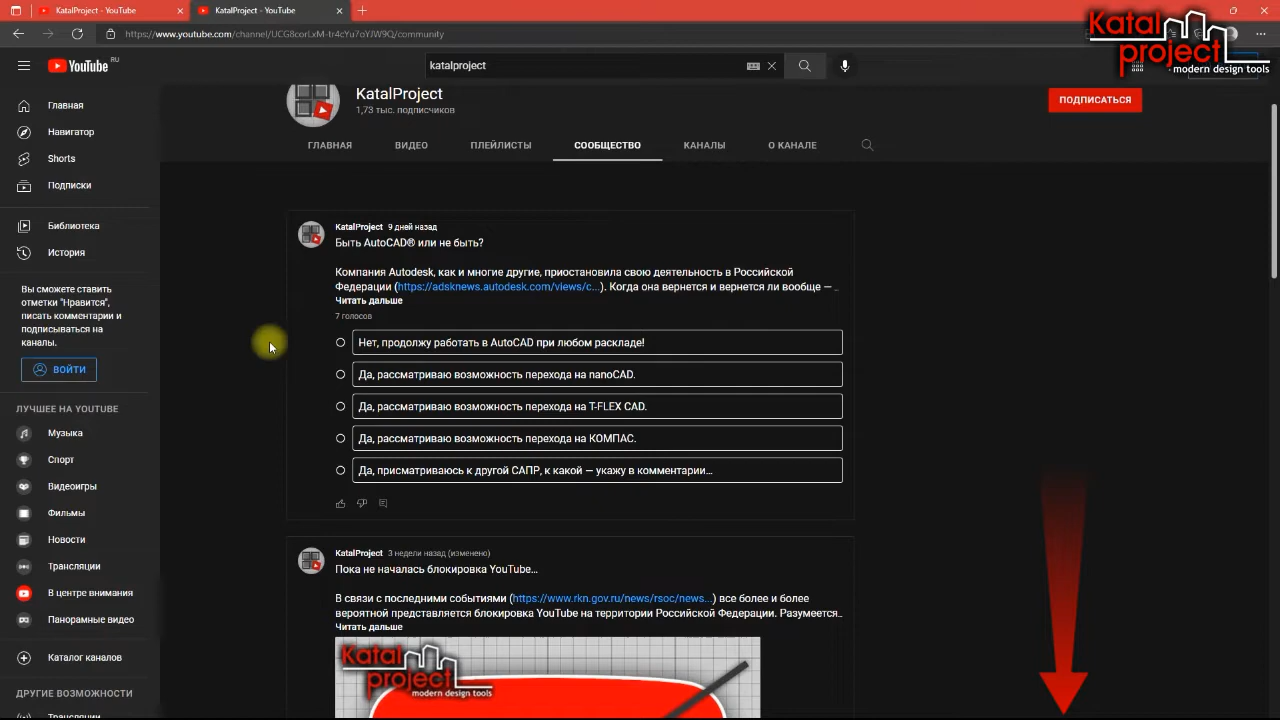 KatalProject - YouTube
KatalProject - YouTube
https://www.youtube.com/channel/UCG8corLxM-tr4cYu7oYJW9Q/community
Katal
project
modern design tools
YouTube RU
katalproject
KatalProject
1,73 тыс. подписчиков
ПОДПИСАТЬСЯ
ГЛАВНАЯ ВИДЕО ПЛЕЙЛИСТЫ СООБЩЕСТВО КАНАЛЫ О КАНАЛЕ
Главная
Навигатор
Shorts
Подписки
Библиотека
История
Вы сможете ставить
отметки "Нравится",
писать комментарии и
подписываться на
каналы.
ВОЙТИ
ЛУЧШЕЕ НА YOUTUBE
Музыка
Спорт
Видеоигры
Фильмы
Новости
Трансляции
В центре внимания
Панорамные видео
Каталог каналов
ДРУГИЕ ВОЗМОЖНОСТИ
Трансляции
KatalProject 9 дней назад
Быть AutoCAD® или не быть?
Компания Autodesk, как и многие другие, приостановила свою деятельность в Российской
Федерации (https://adsknews.autodesk.com/views/c...). Когда она вернется и вернется ли вообще — ..
Читать дальше
7 голосов
Нет, продолжу работать в AutoCAD при любом раскладе!
Да, рассматриваю возможность перехода на nanoCAD.
Да, рассматриваю возможность перехода на T-FLEX CAD.
Да, рассматриваю возможность перехода на КОМПАС.
Да, присматриваюсь к другой САПР, к какой — укажу в комментарии...
KatalProject 3 недели назад (изменено)
Пока не началась блокировка YouTube...
В связи с последними событиями (https://www.rkn.gov.ru/news/rsoc/news...) все более и более
вероятной представляется блокировка YouTube на территории Российской Федерации. Разумеется..
Читать дальше
Katal
project
modern design tools